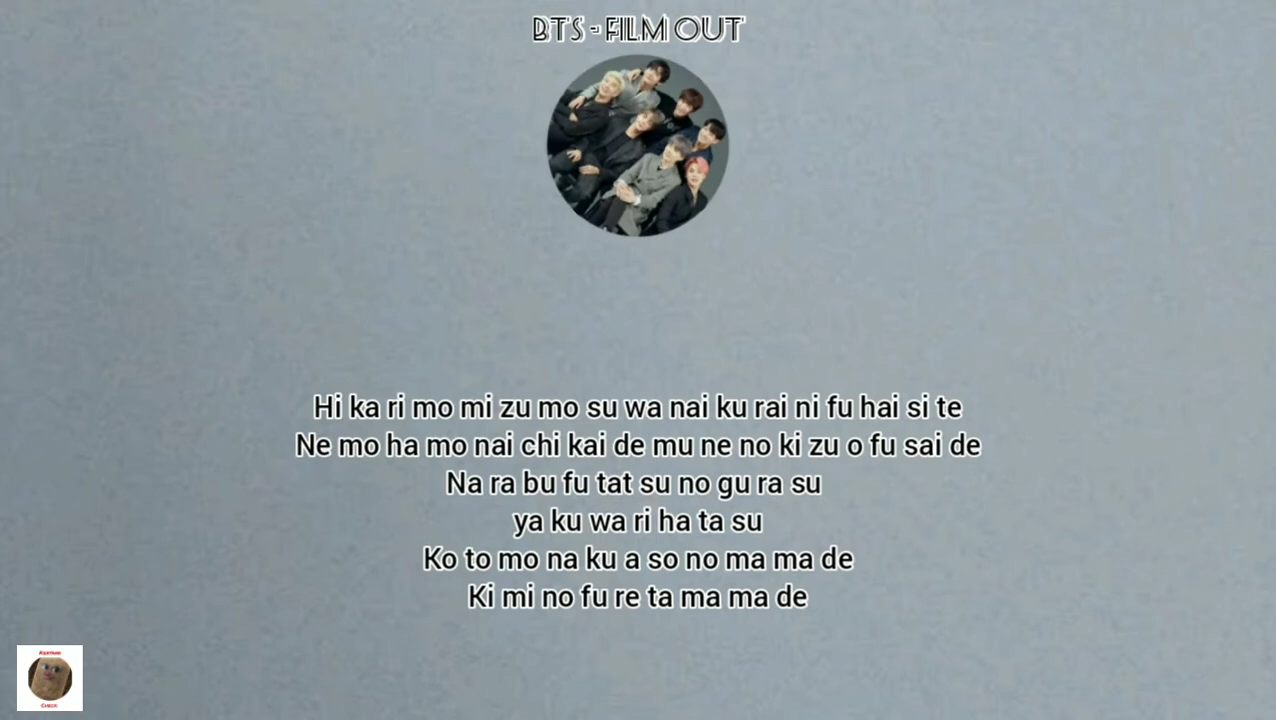 BTS - FILM OUT
Hi ka ri mo mi zu mo su wa nai ku rai ni fu hai si te
Ne mo ha mo nai chi kai de mu ne no ki zu o fu sai de
Na ra bu fu tat su no gu ra su
ya ku wa ri ha ta su
Ko to mo na ku a so no ma ma de
Ki mi no fu re ta ma ma de